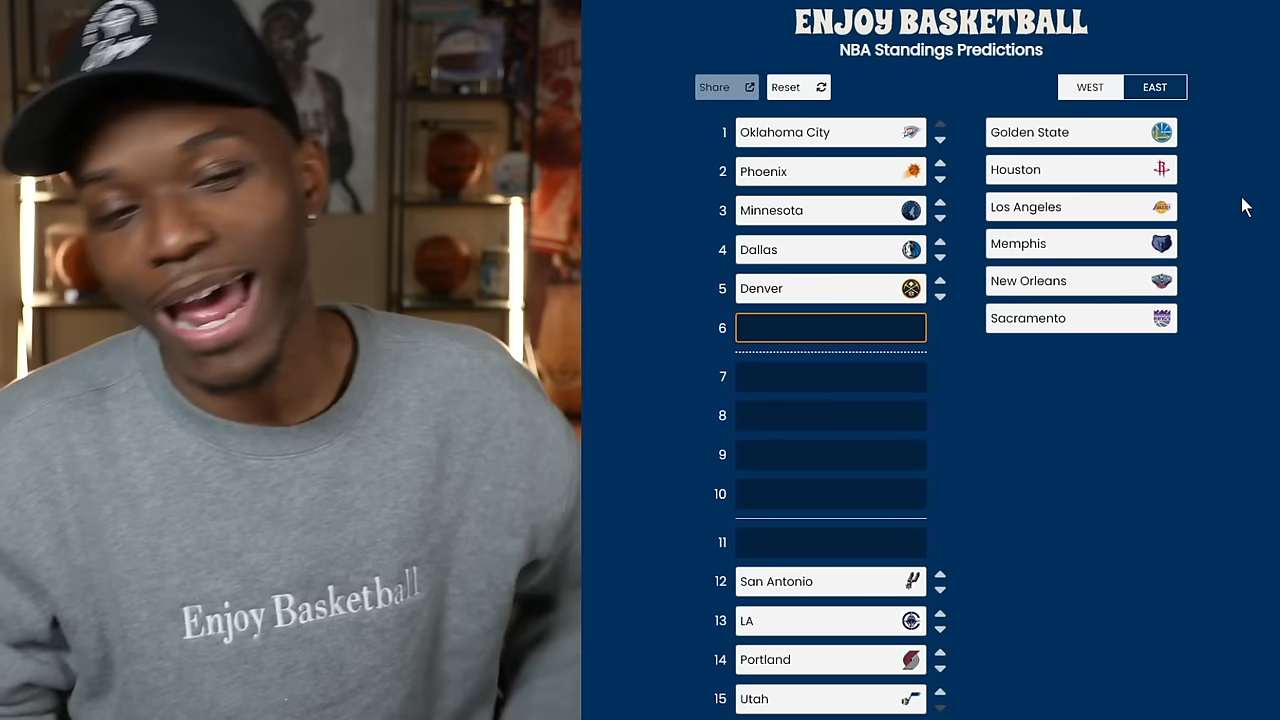 ENJOY BASKETBALL
NBA Standings Predictions
Share
Reset
WEST
EAST
1 Oklahoma City
2 Phoenix
3 Minnesota
4 Dallas
5 Denver
6
7
8
9
10
11
12 San Antonio
13 LA
14 Portland
15 Utah
Golden State
Houston
Los Angeles
Memphis
New Orleans
Sacramento
Enjoy Basketball